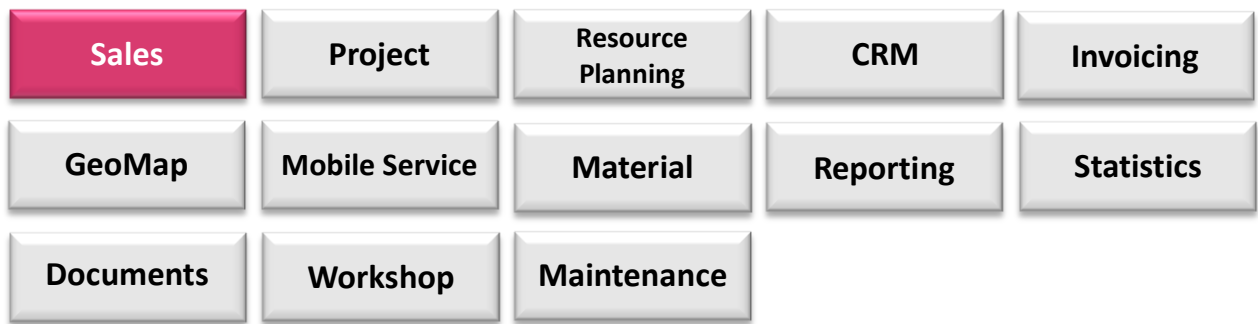 Sales
Project
Resource
Planning
CRM
Invoicing
GeoMap
Mobile Service
Material
Reporting
Statistics
Documents
Workshop
Maintenance